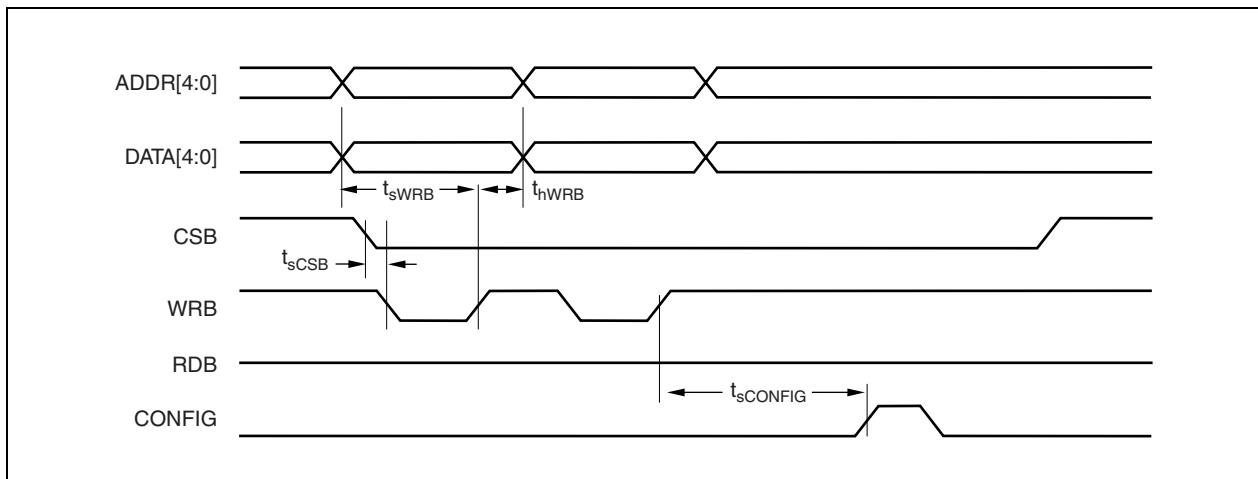 ADDR[4:0]
DATA[4:0]
tsWRB thWRB
CSB
tsCSB
WRB
RDB
tsCONFIG
CONFIG